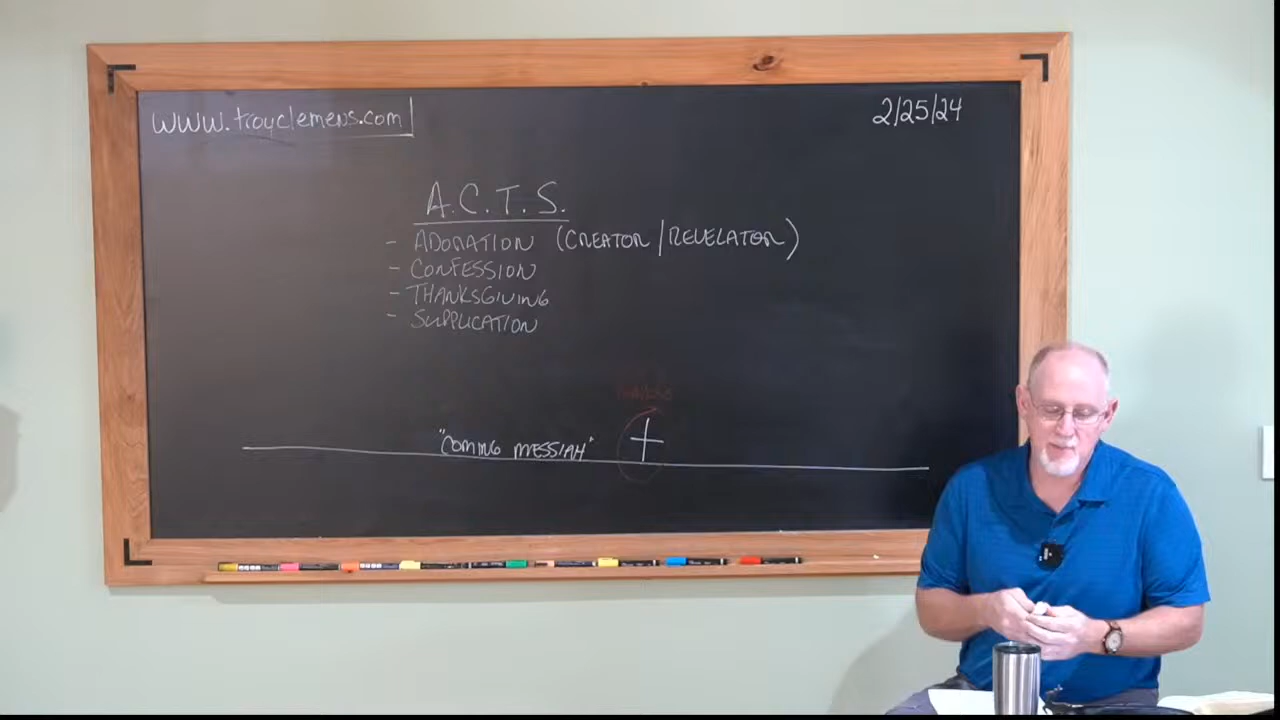 www.troyclemens.com
2/25/24
A.C.T.S.
- ADORATION (CREATOR/REVELATOR)
- CONFESSION
- THANKSGIVING
- SUPPLICATION
"COMING MESSIAH"